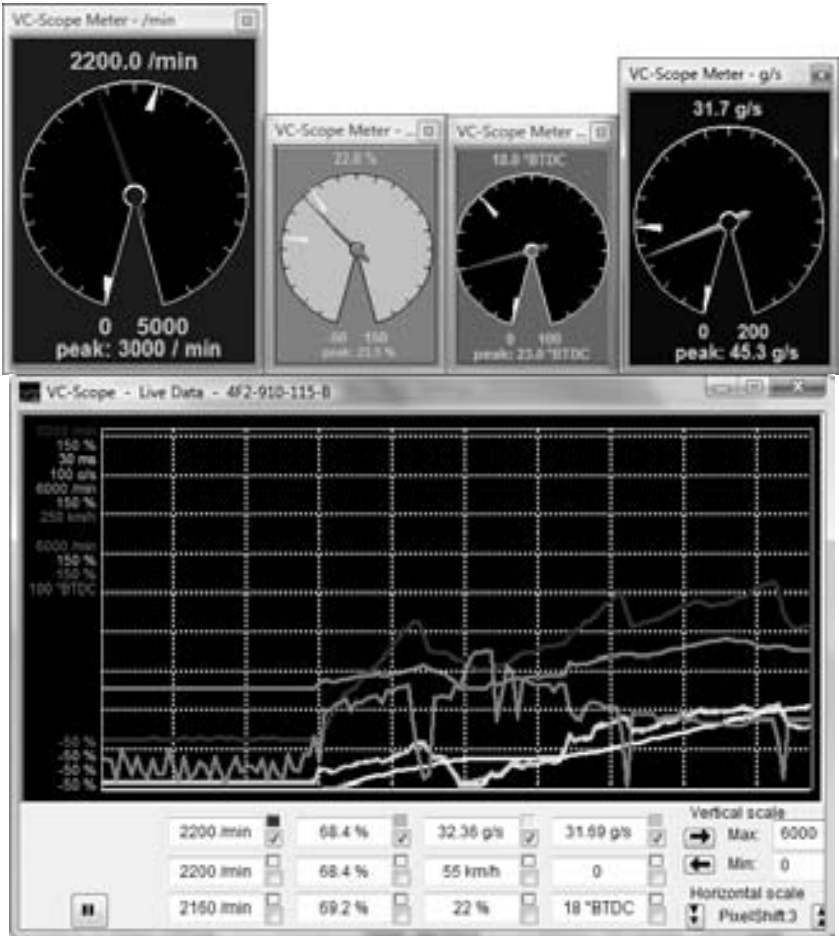 VC-Scope Meter - /min
2200.0 /min
0 5000
peak: 3000 / min
VC-Scope Meter - ...
22.0 %
-50 150
peak: 23.5 %
VC-Scope Meter ...
18.0 °BTDC
0 100
peak: 23.0 °BTDC
VC-Scope Meter - g/s
31.7 g/s
0 200
peak: 45.3 g/s
VC-Scope - Live Data - 4F2-910-115-B
150 %
30 ms
100 g/s
6000 /min
150 %
250 km/h
6000 /min
150 %
150 %
100 °BTDC
-50 %
-50 %
-50 %
-50 %
2200 /min 68.4 % 32.36 g/s 31.69 g/s
2200 /min 68.4 % 55 km/h 0
2160 /min 69.2 % 22 % 18 °BTDC
Vertical scale
Max: 6000
Min: 0
Horizontal scale
PixelShift:3